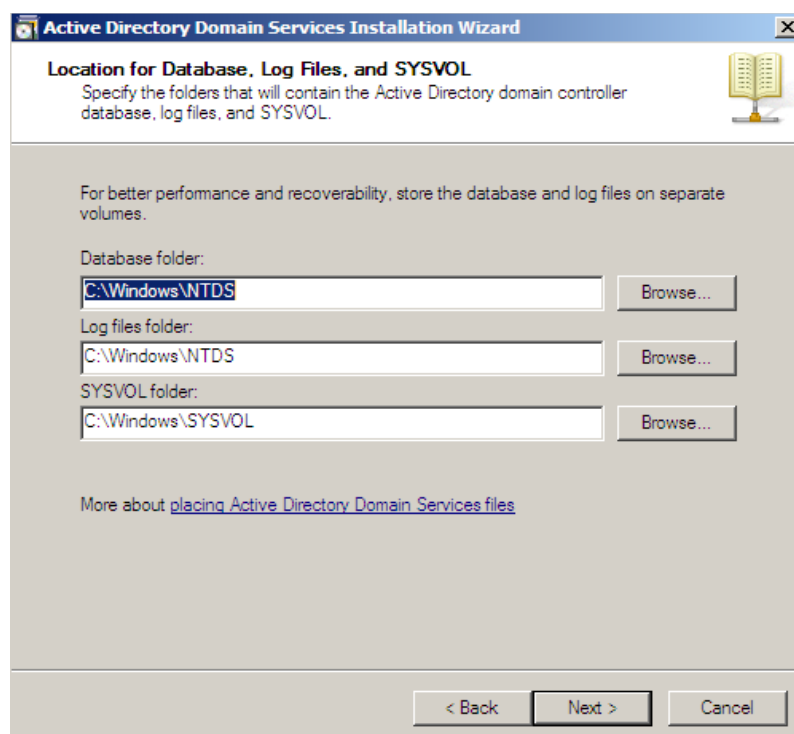 Active Directory Domain Services Installation Wizard
Location for Database, Log Files, and SYSVOL
Specify the folders that will contain the Active Directory domain controller
database, log files, and SYSVOL.
For better performance and recoverability, store the database and log files on separate
volumes.
Database folder:
C:\Windows\NTDS
Browse...
Log files folder:
C:\Windows\NTDS
Browse...
SYSVOL folder:
C:\Windows\SYSVOL
Browse...
More about placing Active Directory Domain Services files
< Back
Next >
Cancel